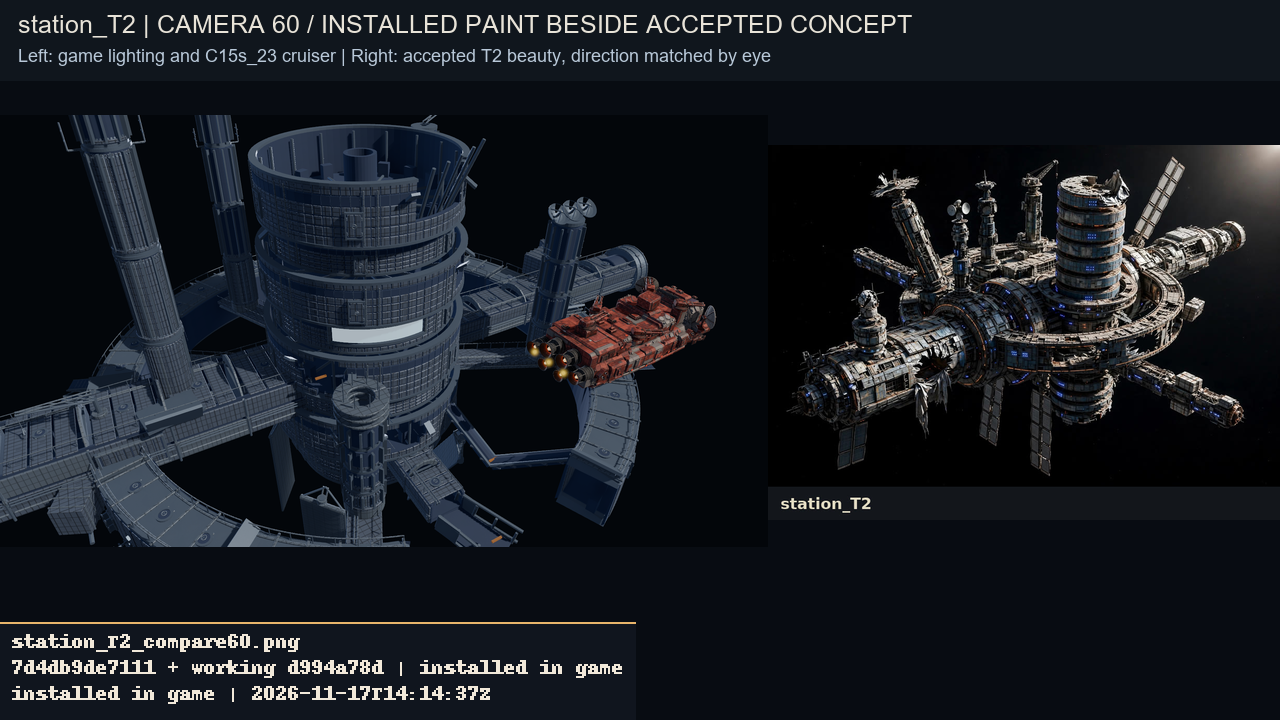 station_T2 | CAMERA 60 / INSTALLED PAINT BESIDE ACCEPTED CONCEPT
Left: game lighting and C15s_23 cruiser | Right: accepted T2 beauty, direction matched by eye
station_T2
station_T2_compare60.png
7d4db9de7111 + working d994a78d | installed in game
installed in game | 2026-11-17T14:14:37Z